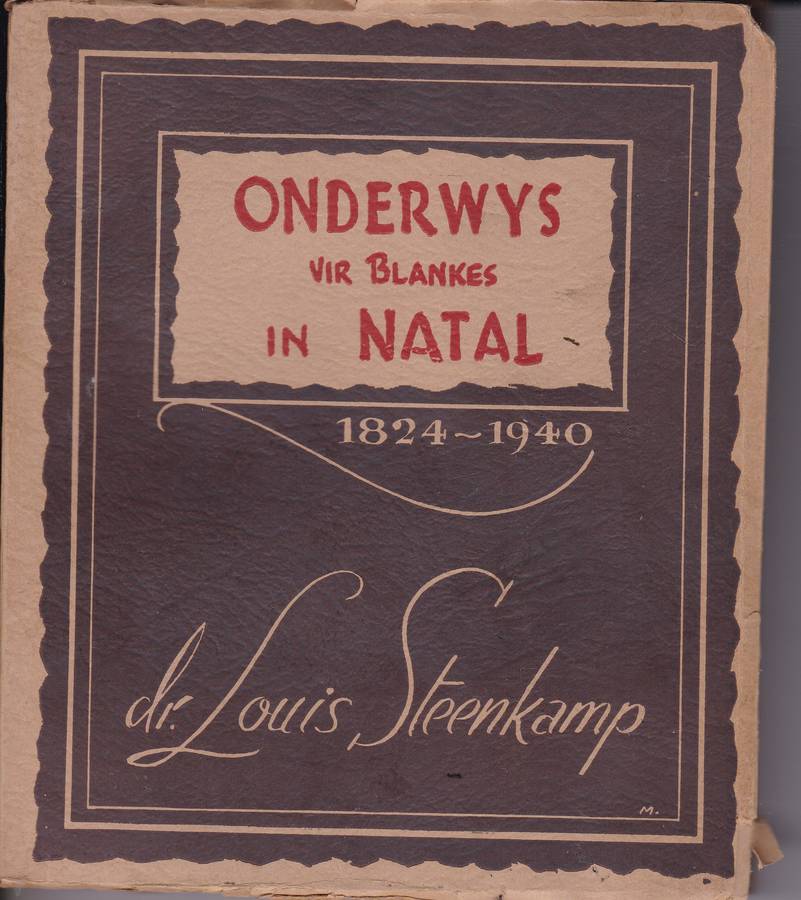 ONDERWYS
VIR BLANKES
IN NATAL
1824~1940
dr. Louis Steenkamp
M.